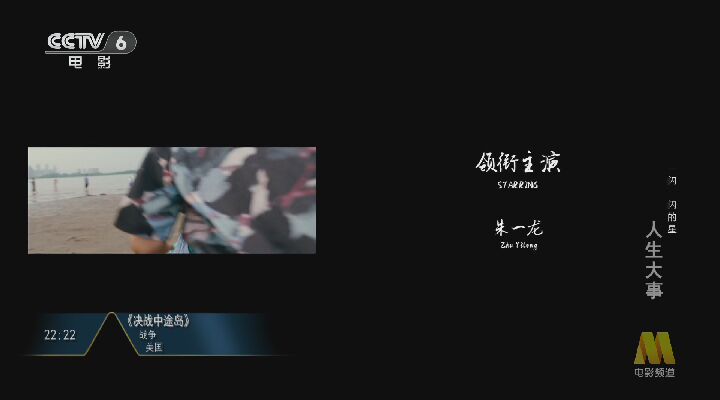 CCTV 6
电影
领衔主演
STARRING
朱一龙
Zhu Yilong
闪闪的星
人生大事
22:22
《决战中途岛》
战争
美国
电影频道